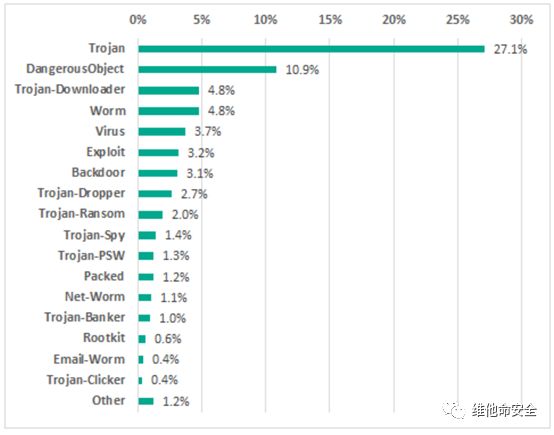 0% 5% 10% 15% 20% 25% 30%
Trojan 27.1%
DangerousObject 10.9%
Trojan-Downloader 4.8%
Worm 4.8%
Virus 3.7%
Exploit 3.2%
Backdoor 3.1%
Trojan-Dropper 2.7%
Trojan-Ransom 2.0%
Trojan-Spy 1.4%
Trojan-PSW 1.3%
Packed 1.2%
Net-Worm 1.1%
Trojan-Banker 1.0%
Rootkit 0.6%
Email-Worm 0.4%
Trojan-Clicker 0.4%
Other 1.2%
维他命安全